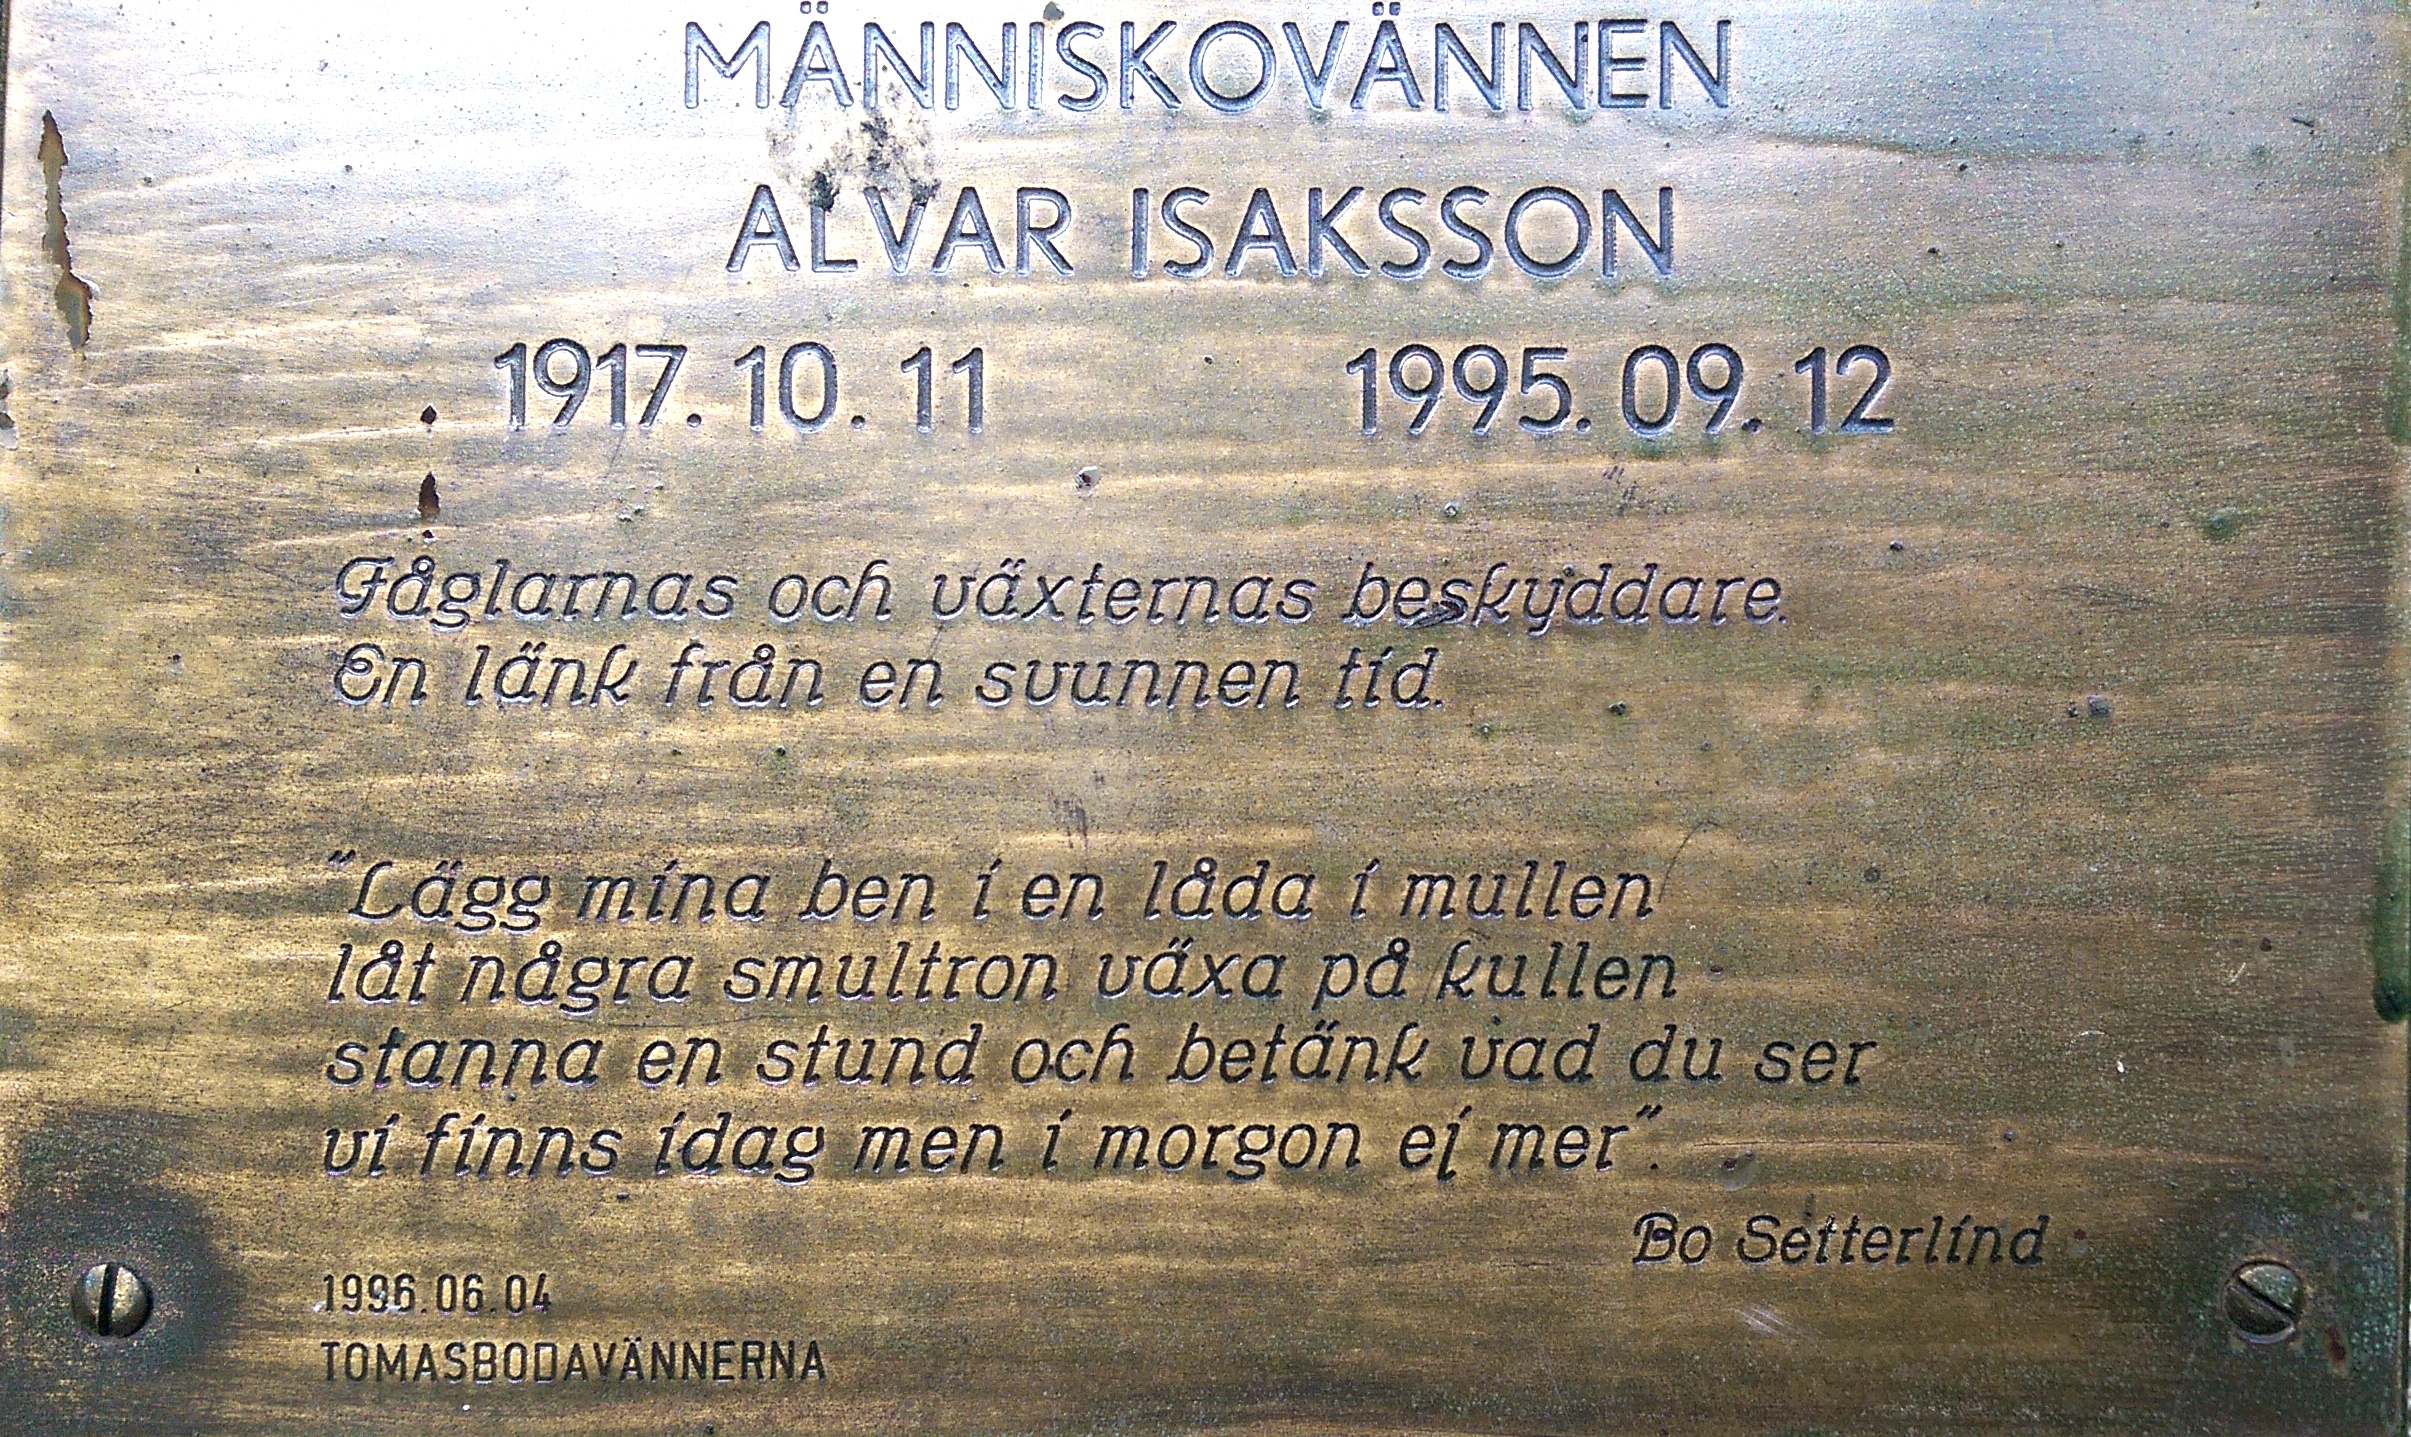 MÄNNISKOVÄNNEN
ALVAR ISAKSSON
1917.10.11 1995.09.12
Fåglarnas och växternas beskyddare.
En länk från en svunnen tid.
"Lägg mina ben i en låda i mullen
låt några smultron växa på kullen
stanna en stund och betänk vad du ser
vi finns idag men i morgon ej mer".
Bo Setterlind
1996.06.04
TOMASBODAVÄNNERNA